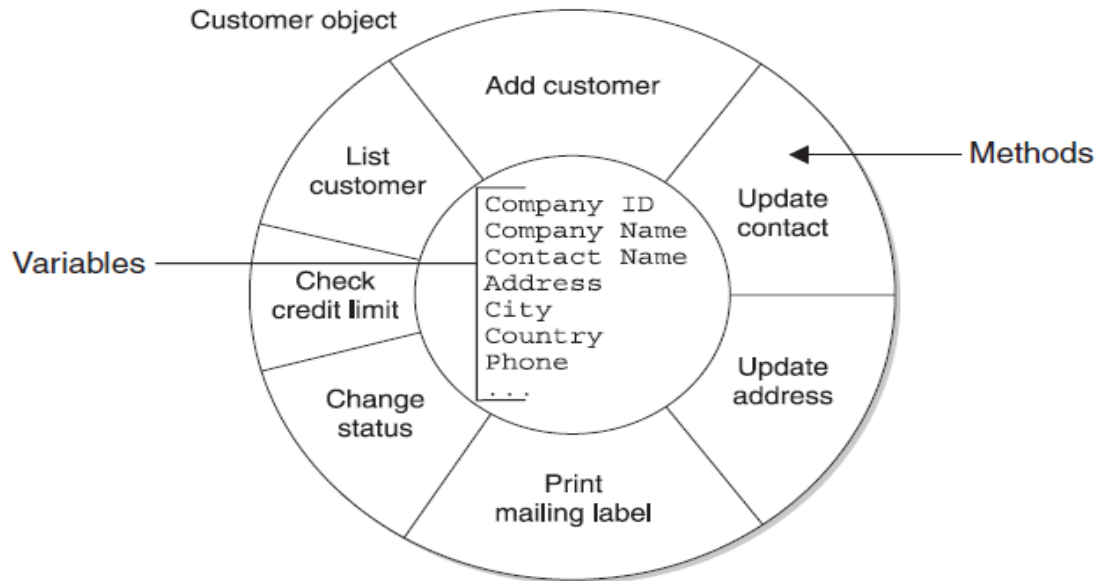 Customer object
Add customer
List
customer
Methods
Update
contact
Company ID
Company Name
Contact Name
Address
City
Country
Phone
...
Variables
Check
credit limit
Update
address
Change
status
Print
mailing label